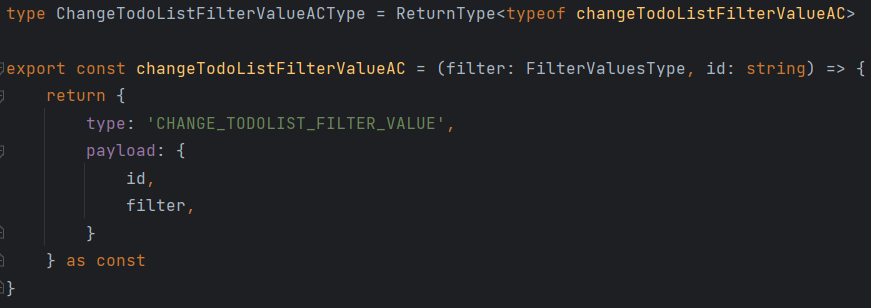 type ChangeTodoListFilterValueACType = ReturnType<typeof changeTodoListFilterValueAC>
export const changeTodoListFilterValueAC = (filter: FilterValuesType, id: string) => {
    return {
        type: 'CHANGE_TODOLIST_FILTER_VALUE',
        payload: {
            id,
            filter,
        }
    } as const
}